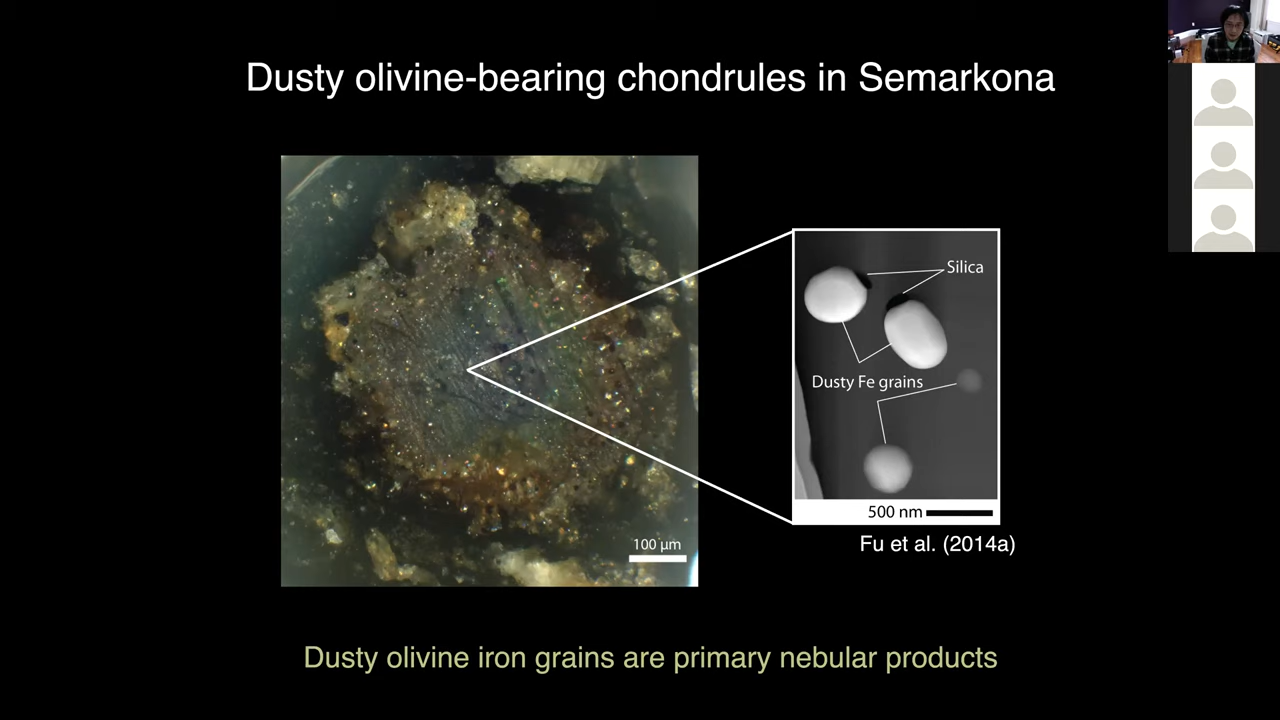 Dusty olivine-bearing chondrules in Semarkona
Silica
Dusty Fe grains
500 nm
100 µm
Fu et al. (2014a)
Dusty olivine iron grains are primary nebular products